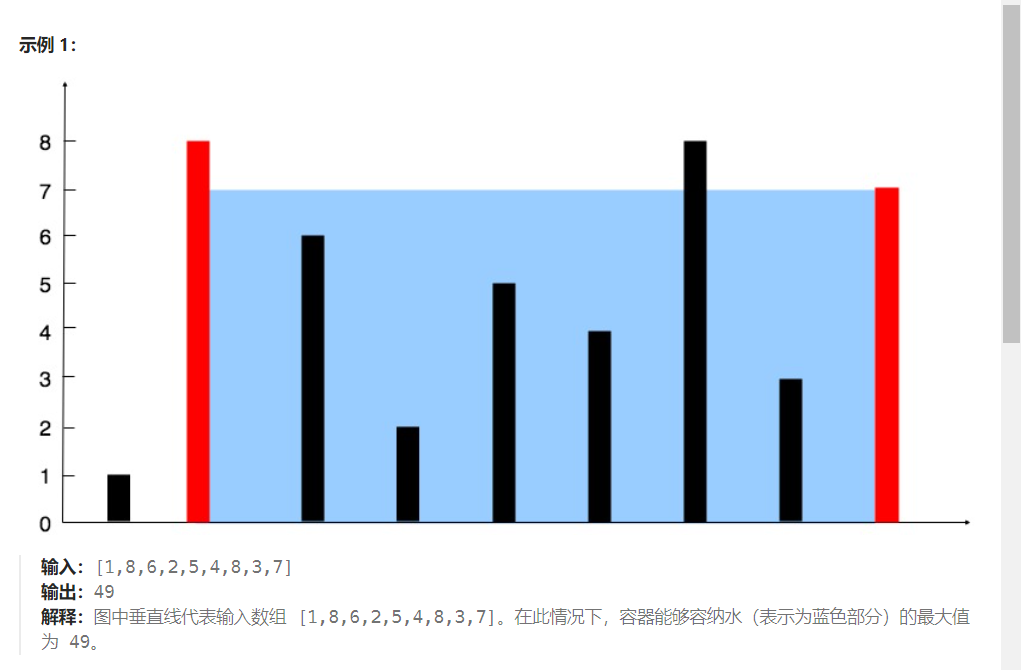 示例 1：
8
7
6
5
4
3
2
1
0
输入：[1,8,6,2,5,4,8,3,7]
输出：49
解释：图中垂直线代表输入数组 [1,8,6,2,5,4,8,3,7]。在此情况下，容器能够容纳水（表示为蓝色部分）的最大值
为 49。